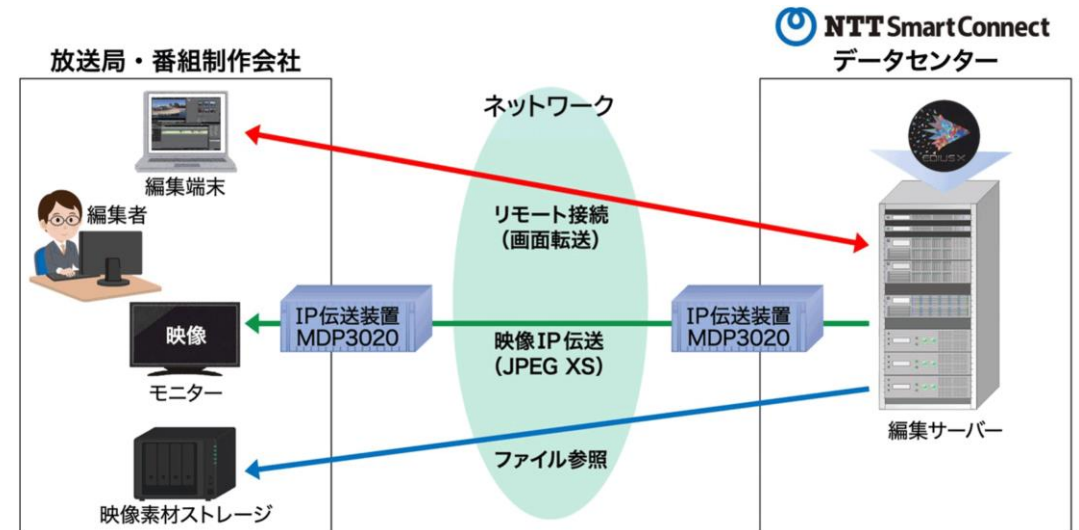 NTT SmartConnect
放送局・番組制作会社
データセンター
ネットワーク
EDIUS X
編集端末
編集者
リモート接続
（画面転送）
IP伝送装置
MDP3020
IP伝送装置
MDP3020
映像
映像IP伝送
（JPEG XS）
モニター
編集サーバー
ファイル参照
映像素材ストレージ